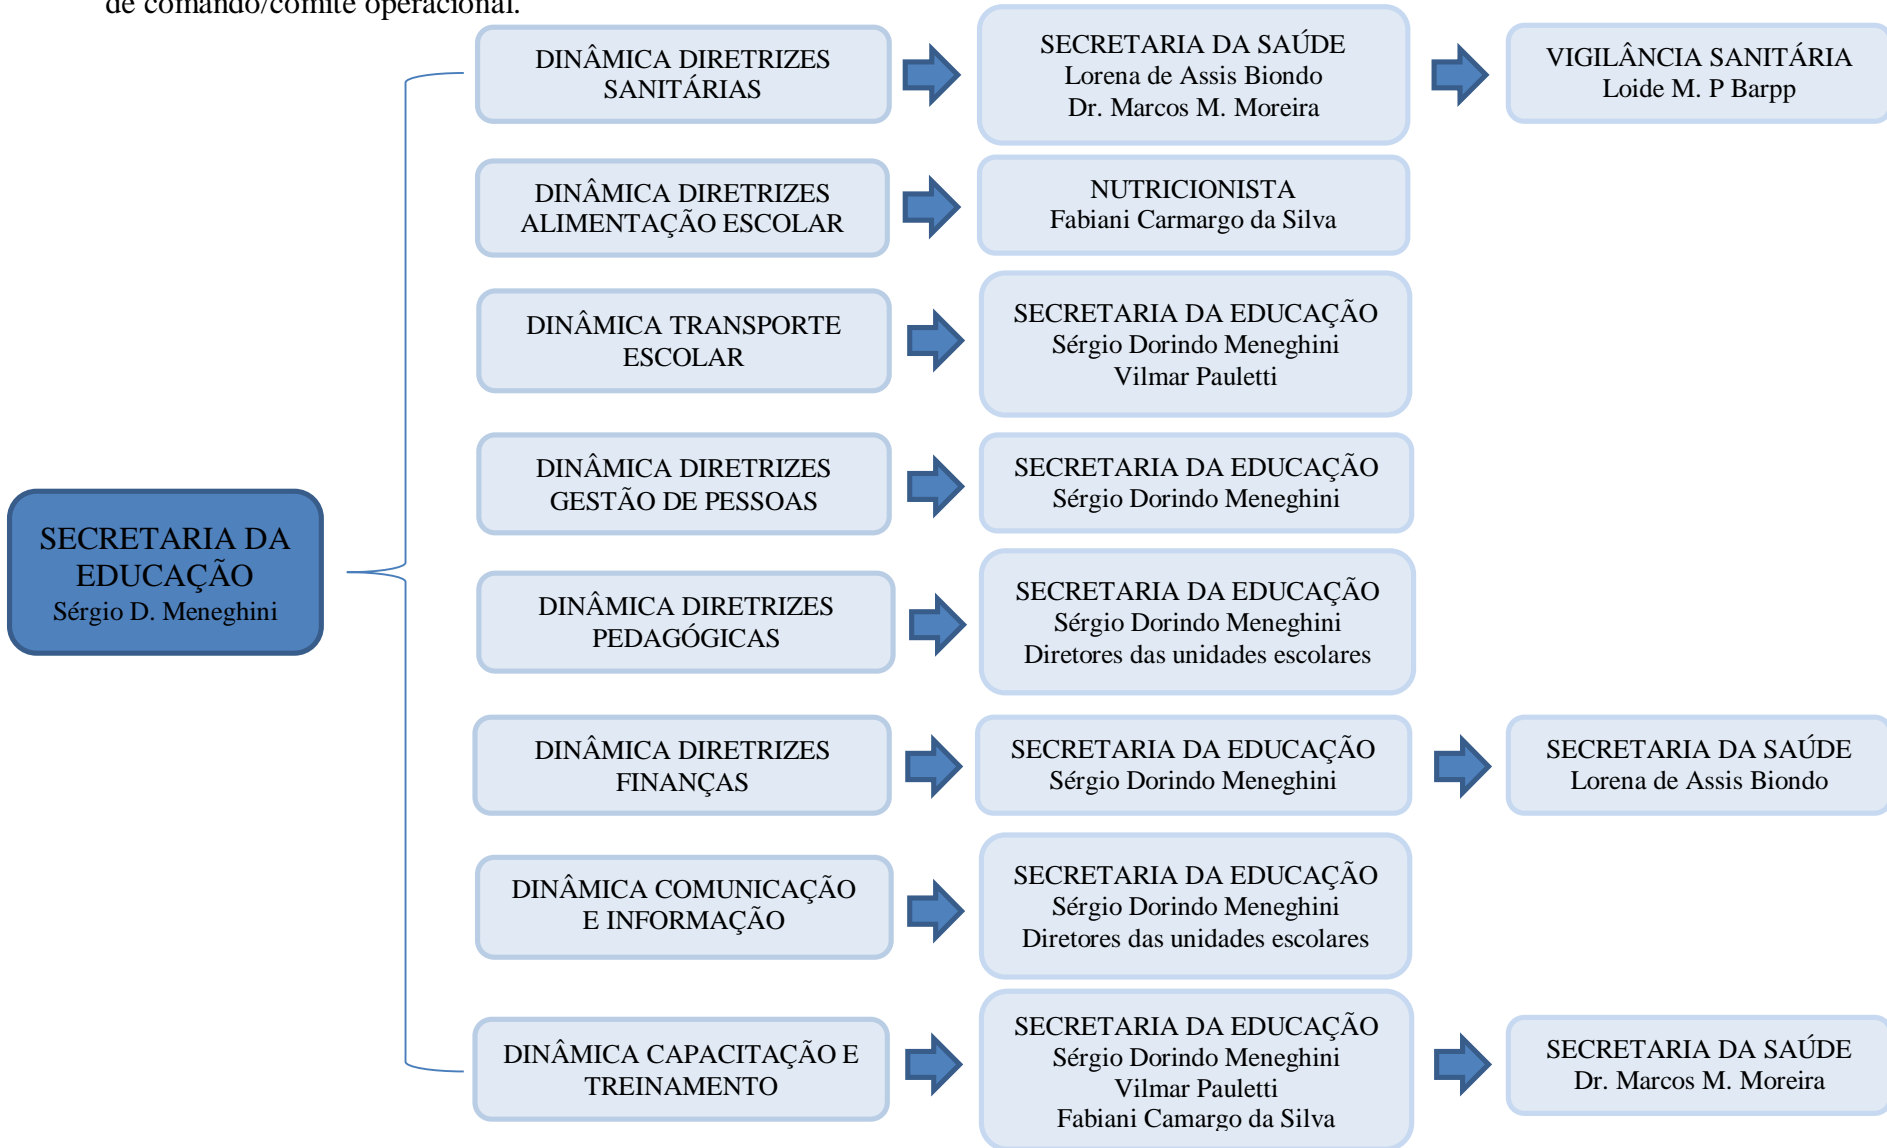 de comando/comitê operacional.
SECRETARIA DA
EDUCAÇÃO
Sérgio D. Meneghini
DINÂMICA DIRETRIZES
SANITÁRIAS
SECRETARIA DA SAÚDE
Lorena de Assis Biondo
Dr. Marcos M. Moreira
VIGILÂNCIA SANITÁRIA
Loide M. P Barpp
DINÂMICA DIRETRIZES
ALIMENTAÇÃO ESCOLAR
NUTRICIONISTA
Fabiani Carmargo da Silva
DINÂMICA TRANSPORTE
ESCOLAR
SECRETARIA DA EDUCAÇÃO
Sérgio Dorindo Meneghini
Vilmar Pauletti
DINÂMICA DIRETRIZES
GESTÃO DE PESSOAS
SECRETARIA DA EDUCAÇÃO
Sérgio Dorindo Meneghini
DINÂMICA DIRETRIZES
PEDAGÓGICAS
SECRETARIA DA EDUCAÇÃO
Sérgio Dorindo Meneghini
Diretores das unidades escolares
DINÂMICA DIRETRIZES
FINANÇAS
SECRETARIA DA EDUCAÇÃO
Sérgio Dorindo Meneghini
SECRETARIA DA SAÚDE
Lorena de Assis Biondo
DINÂMICA COMUNICAÇÃO
E INFORMAÇÃO
SECRETARIA DA EDUCAÇÃO
Sérgio Dorindo Meneghini
Diretores das unidades escolares
DINÂMICA CAPACITAÇÃO E
TREINAMENTO
SECRETARIA DA EDUCAÇÃO
Sérgio Dorindo Meneghini
Vilmar Pauletti
Fabiani Camargo da Silva
SECRETARIA DA SAÚDE
Dr. Marcos M. Moreira